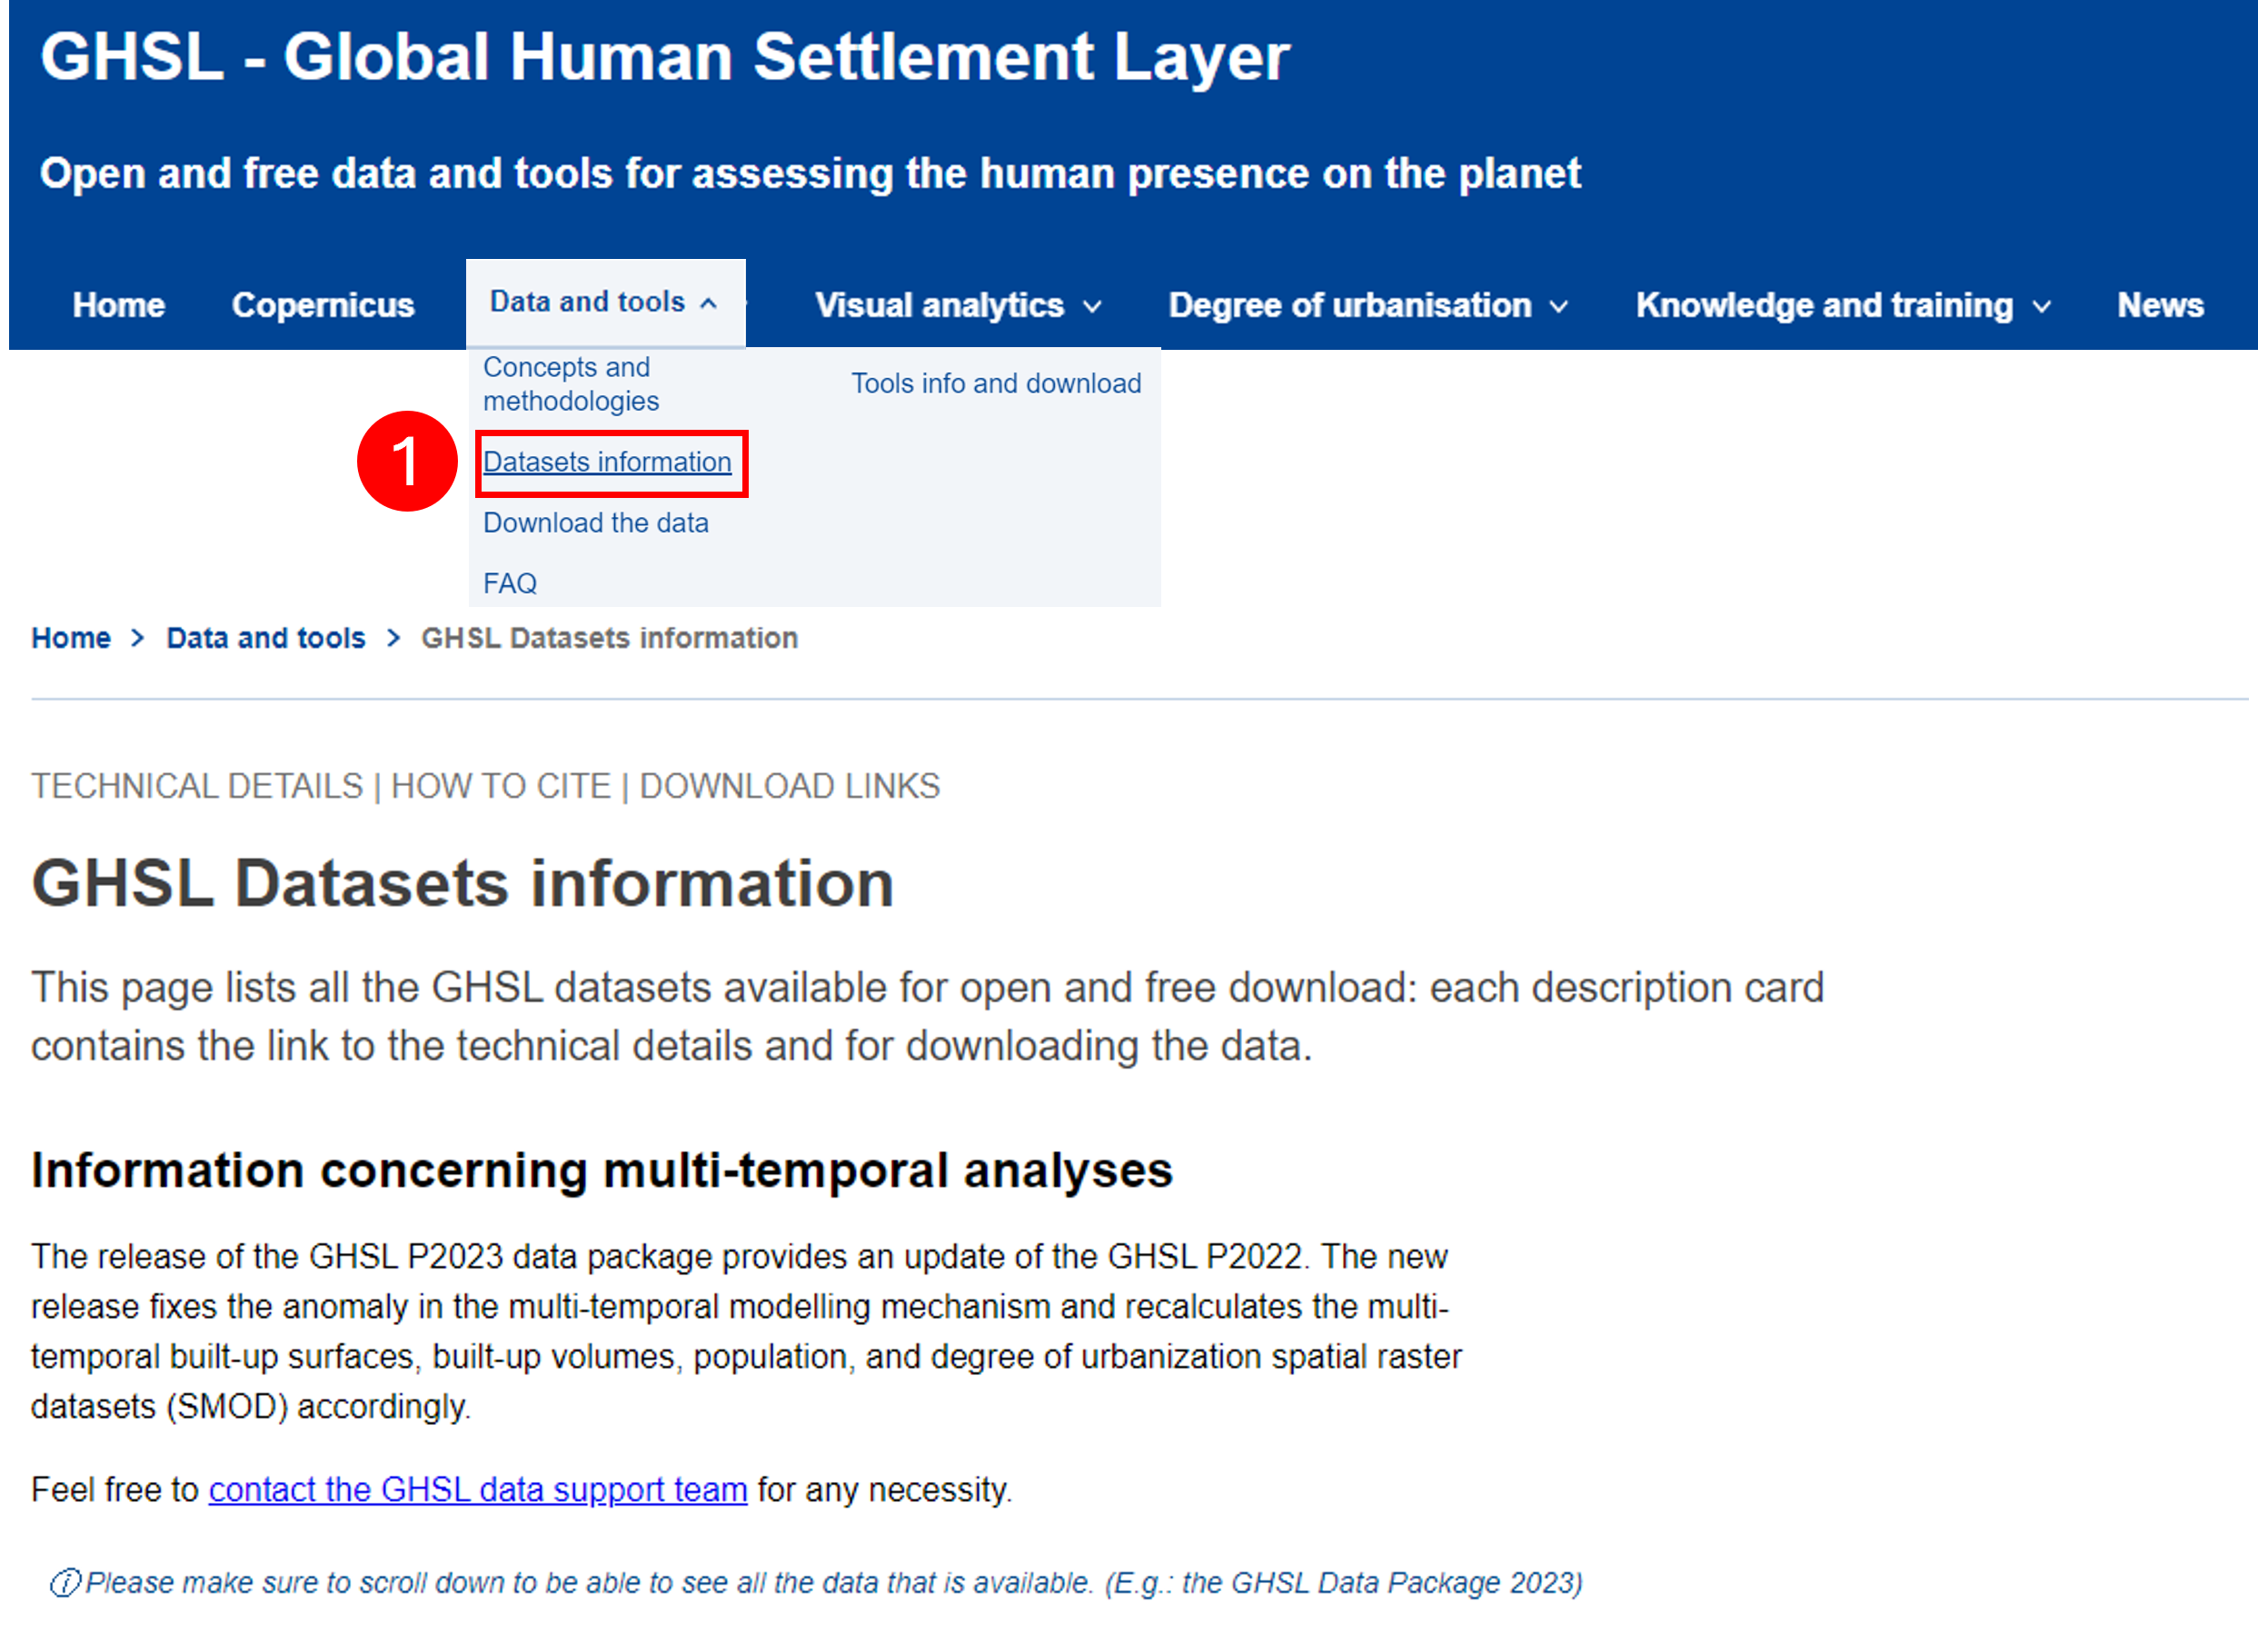 GHSL - Global Human Settlement Layer
Open and free data and tools for assessing the human presence on the planet
Home Copernicus Data and tools Visual analytics Degree of urbanisation Knowledge and training News
Concepts and
methodologies
Tools info and download
1
Datasets information
Download the data
FAQ
Home > Data and tools > GHSL Datasets information
TECHNICAL DETAILS | HOW TO CITE | DOWNLOAD LINKS
GHSL Datasets information
This page lists all the GHSL datasets available for open and free download: each description card
contains the link to the technical details and for downloading the data.
Information concerning multi-temporal analyses
The release of the GHSL P2023 data package provides an update of the GHSL P2022. The new
release fixes the anomaly in the multi-temporal modelling mechanism and recalculates the multi-
temporal built-up surfaces, built-up volumes, population, and degree of urbanization spatial raster
datasets (SMOD) accordingly.
Feel free to contact the GHSL data support team for any necessity.
Please make sure to scroll down to be able to see all the data that is available. (E.g.: the GHSL Data Package 2023)